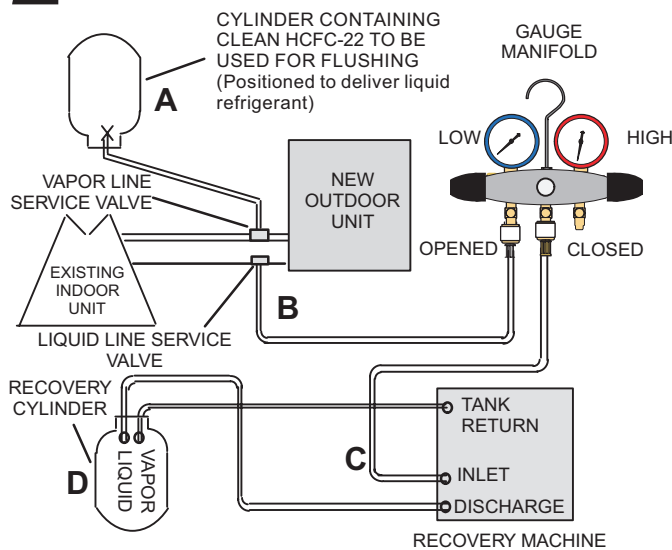 CYLINDER CONTAINING
CLEAN HCFC-22 TO BE
USED FOR FLUSHING
(Positioned to deliver liquid
refrigerant)
A
GAUGE
MANIFOLD
LOW
HIGH
VAPOR LINE
SERVICE VALVE
NEW
OUTDOOR
UNIT
OPENED
CLOSED
EXISTING
INDOOR
UNIT
B
LIQUID LINE SERVICE
VALVE
RECOVERY
CYLINDER
TANK
RETURN
C
D
LIQUID
VAPOR
INLET
DISCHARGE
RECOVERY MACHINE